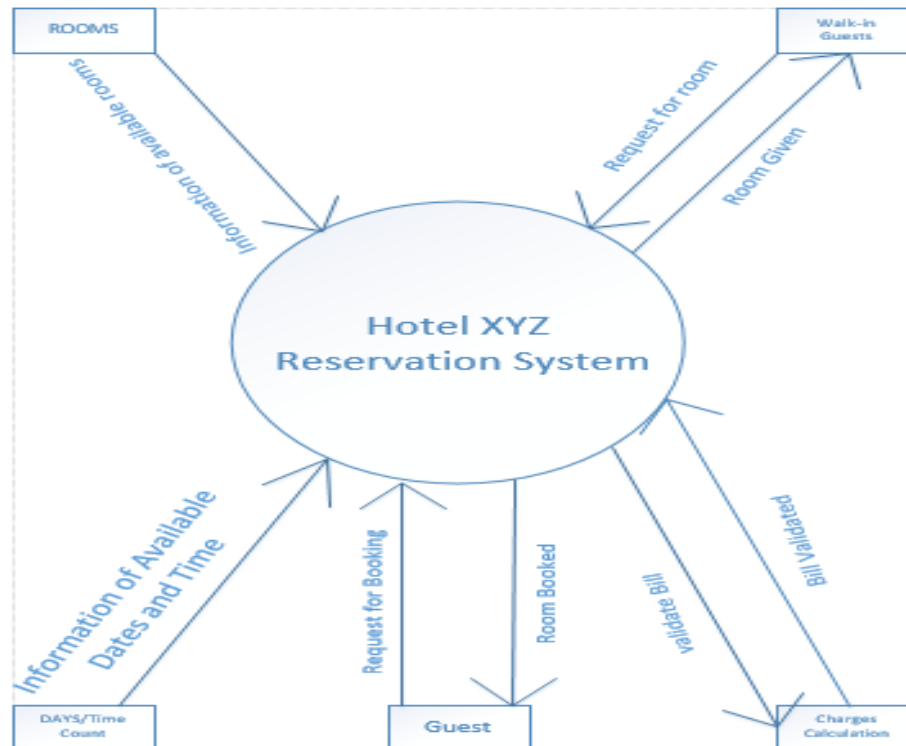 ROOMS
Walk-in
Guests
Information of available rooms
Request for room
Room Given
Hotel XYZ
Reservation System
Information of Available
Dates and Time
Request for Booking
Room Booked
validate Bill
Bill Validated
DAYS/Time
Count
Guest
Charges
Calculation